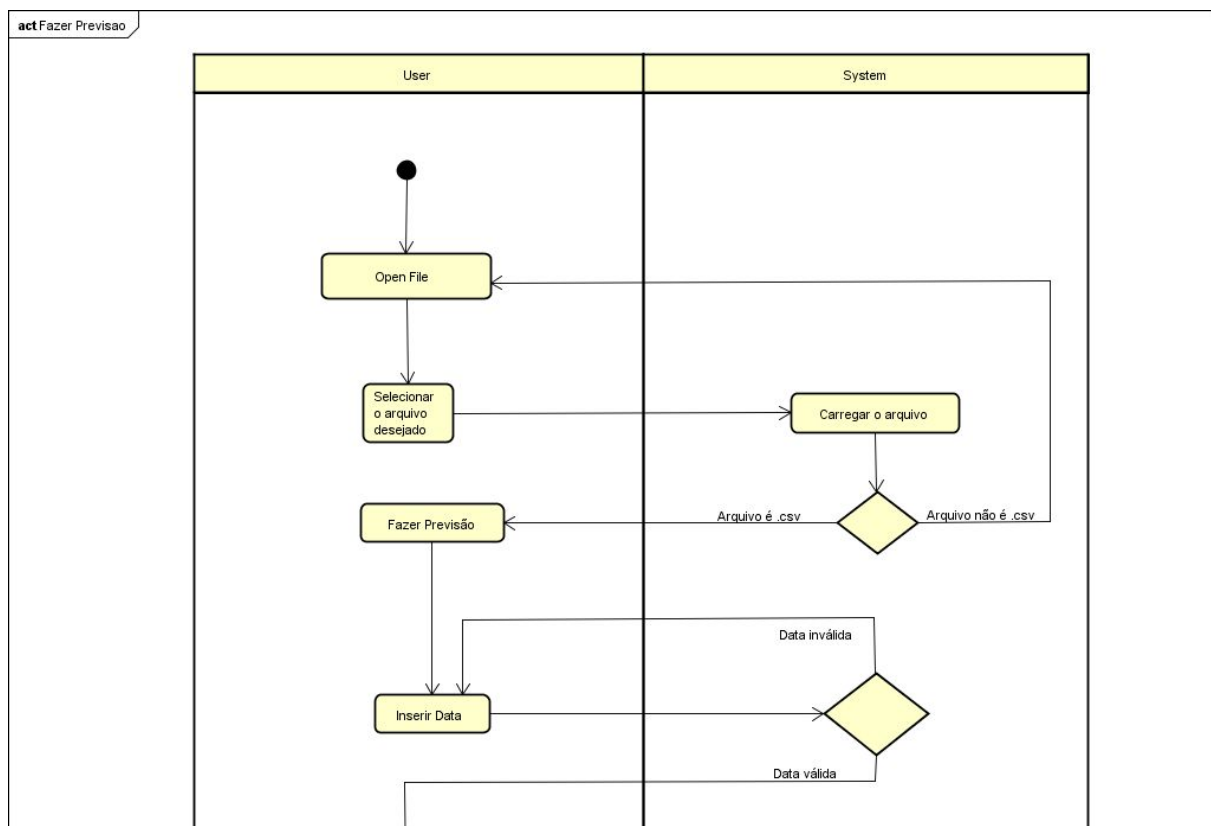 act Fazer Previsao
User
System
Open File
Selecionar
o arquivo
desejado
Carregar o arquivo
Fazer Previsão
Arquivo é .csv
Arquivo não é .csv
Data inválida
Inserir Data
Data válida